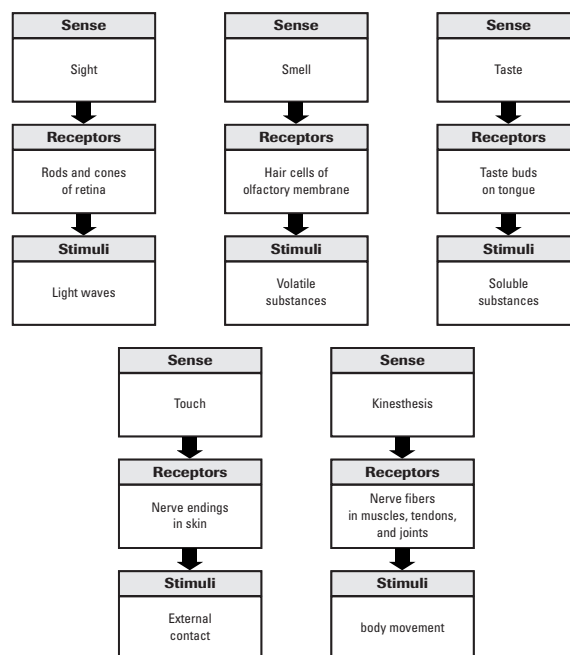 Sense
Sight
Receptors
Rods and cones
of retina
Stimuli
Light waves
Sense
Smell
Receptors
Hair cells of
olfactory membrane
Stimuli
Volatile
substances
Sense
Taste
Receptors
Taste buds
on tongue
Stimuli
Soluble
substances
Sense
Touch
Receptors
Nerve endings
in skin
Stimuli
External
contact
Sense
Kinesthesis
Receptors
Nerve fibers
in muscles, tendons,
and joints
Stimuli
body movement